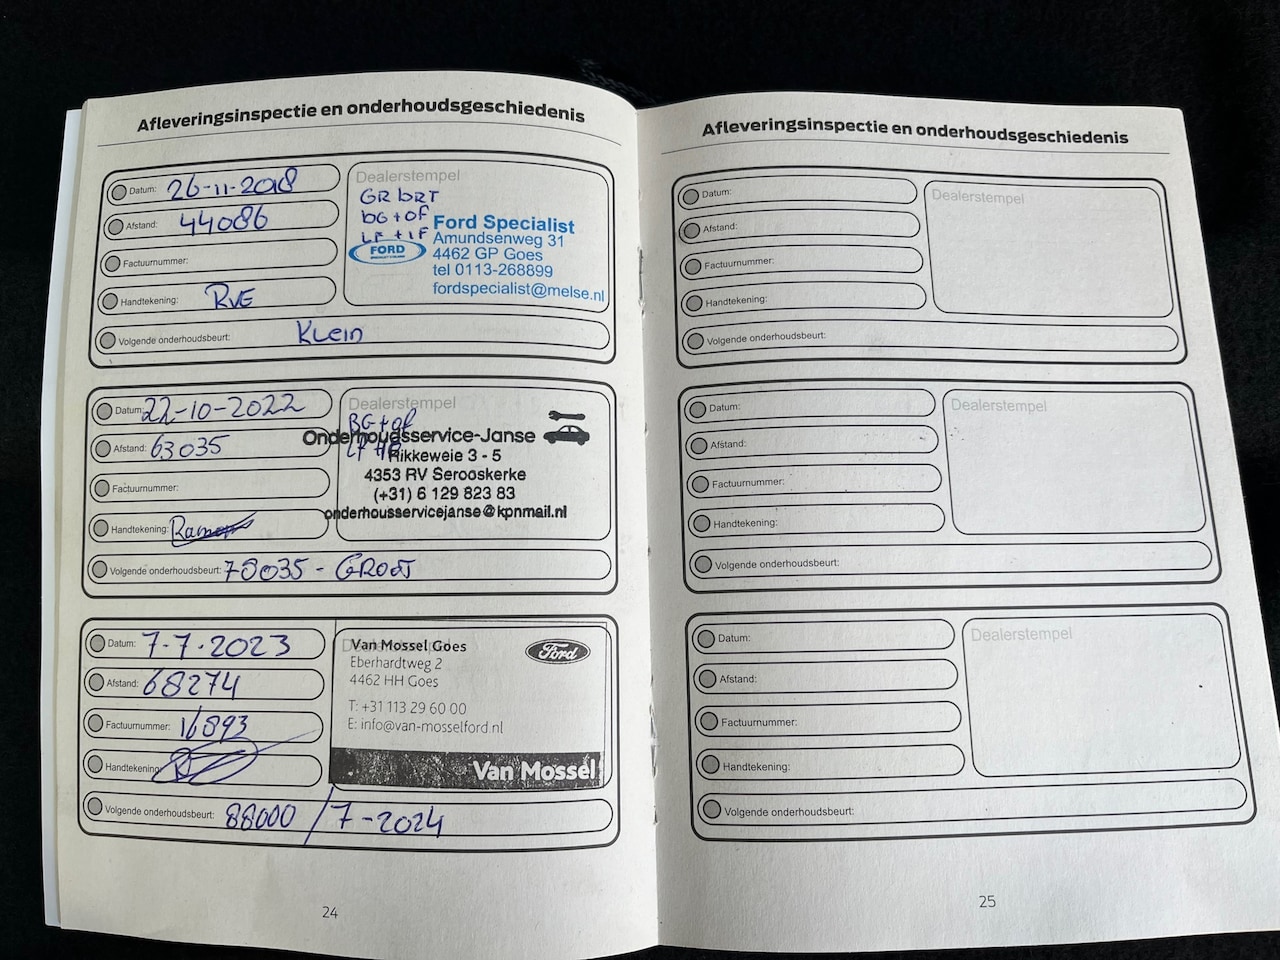 Afleveringsinspectie en onderhoudsgeschiedenis
Datum: 26-11-2018
Afstand: 44086
Factuurnummer:
Handtekening: RvE
Volgende onderhoudsbeurt: Klein
Dealerstempel
GR bRT
bG + of
LF + IF
FORD
Ford Specialist
Amundsenweg 31
4462 GP Goes
tel 0113-268899
fordspecialist@melse.nl
Datum: 22-10-2022
Afstand: 63035
Factuurnummer:
Handtekening:
Volgende onderhoudsbeurt: 78035 - GROOT
Dealerstempel
BG + of
LF
Onderhoudsservice-Janse
Rikkeweie 3 - 5
4353 RV Serooskerke
(+31) 6 129 823 83
onderhousservicejanse@kpnmail.nl
Datum: 7-7-2023
Afstand: 68274
Factuurnummer: 16893
Handtekening:
Volgende onderhoudsbeurt: 88000 / 7-2024
Van Mossel Goes
Eberhardtweg 2
4462 HH Goes
T: +31 113 29 60 00
E: info@van-mosselford.nl
Ford
Van Mossel
24
Afleveringsinspectie en onderhoudsgeschiedenis
Datum:
Afstand:
Factuurnummer:
Handtekening:
Volgende onderhoudsbeurt:
Dealerstempel
Datum:
Afstand:
Factuurnummer:
Handtekening:
Volgende onderhoudsbeurt:
Dealerstempel
Datum:
Afstand:
Factuurnummer:
Handtekening:
Volgende onderhoudsbeurt:
Dealerstempel
25